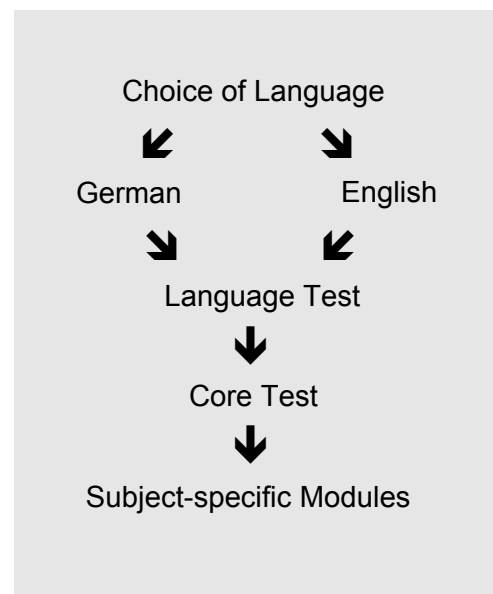 Choice of Language
German English
Language Test
Core Test
Subject-specific Modules